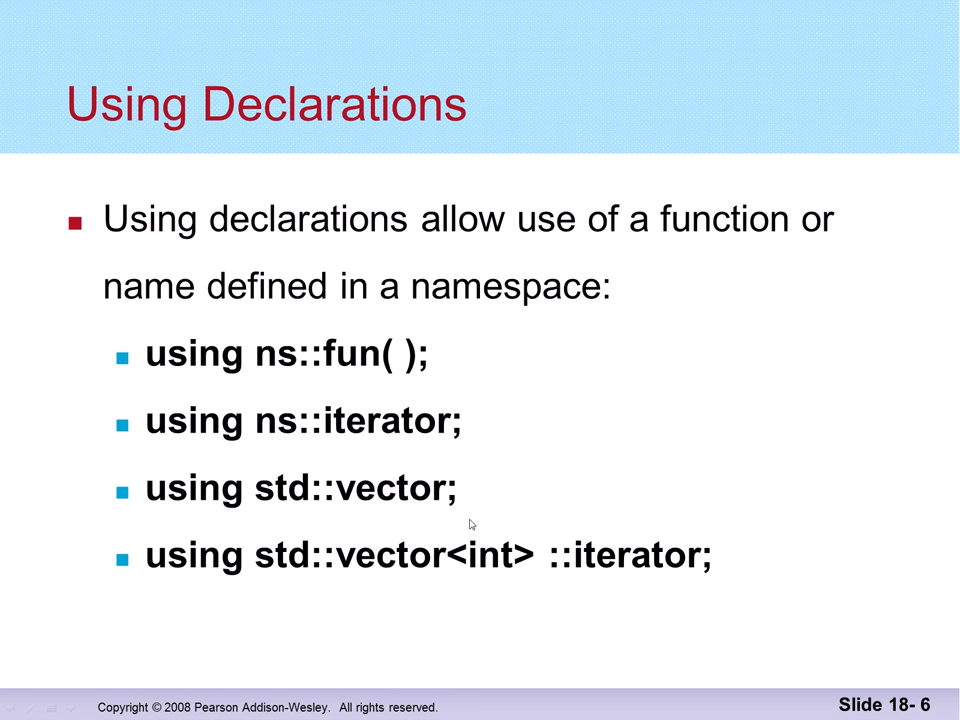 Using Declarations
Using declarations allow use of a function or
name defined in a namespace:
using ns::fun( );
using ns::iterator;
using std::vector;
using std::vector<int> ::iterator;
Copyright © 2008 Pearson Addison-Wesley. All rights reserved.
Slide 18- 6